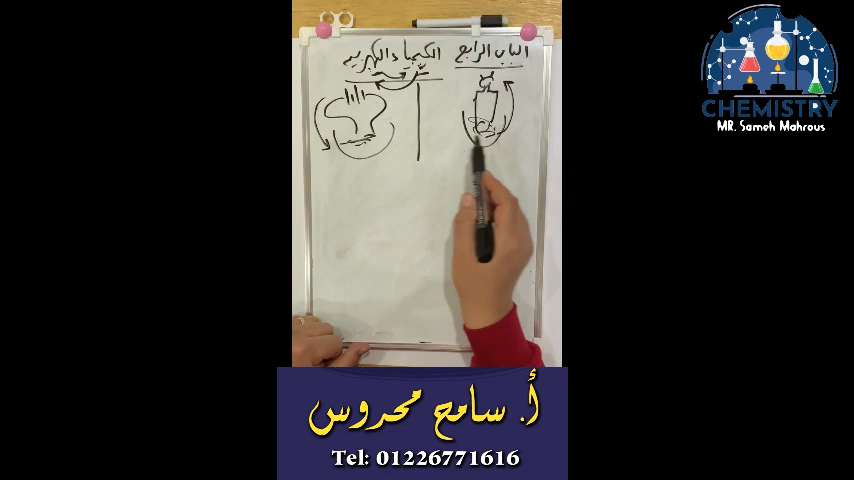 الباب الرابع الكيمياء الكهربية
CHEMISTRY
MR. Sameh Mahrous
أ. سامح محروس
Tel: 01226771616